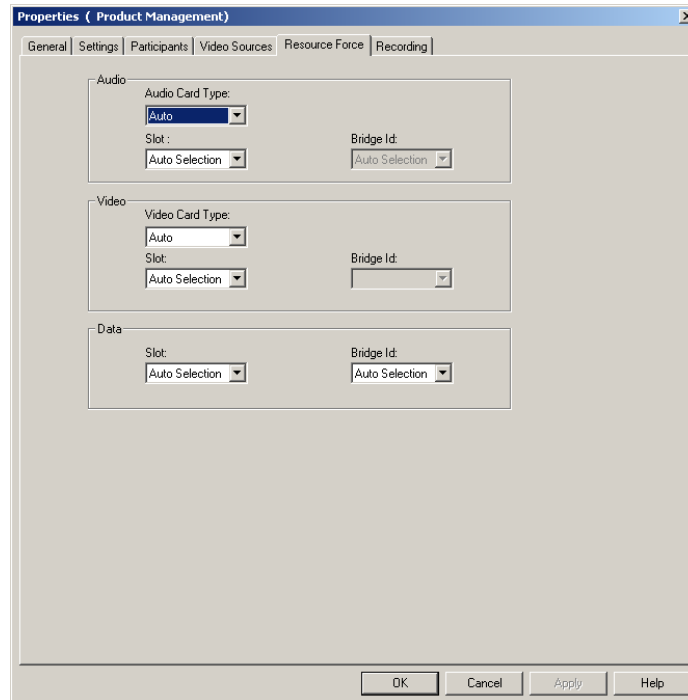 Properties ( Product Management)
General Settings Participants Video Sources Resource Force Recording
Audio
Audio Card Type:
Auto
Slot : Bridge Id:
Auto Selection Auto Selection
Video
Video Card Type:
Auto
Slot: Bridge Id:
Auto Selection
Data
Slot: Bridge Id:
Auto Selection Auto Selection
OK Cancel Apply Help